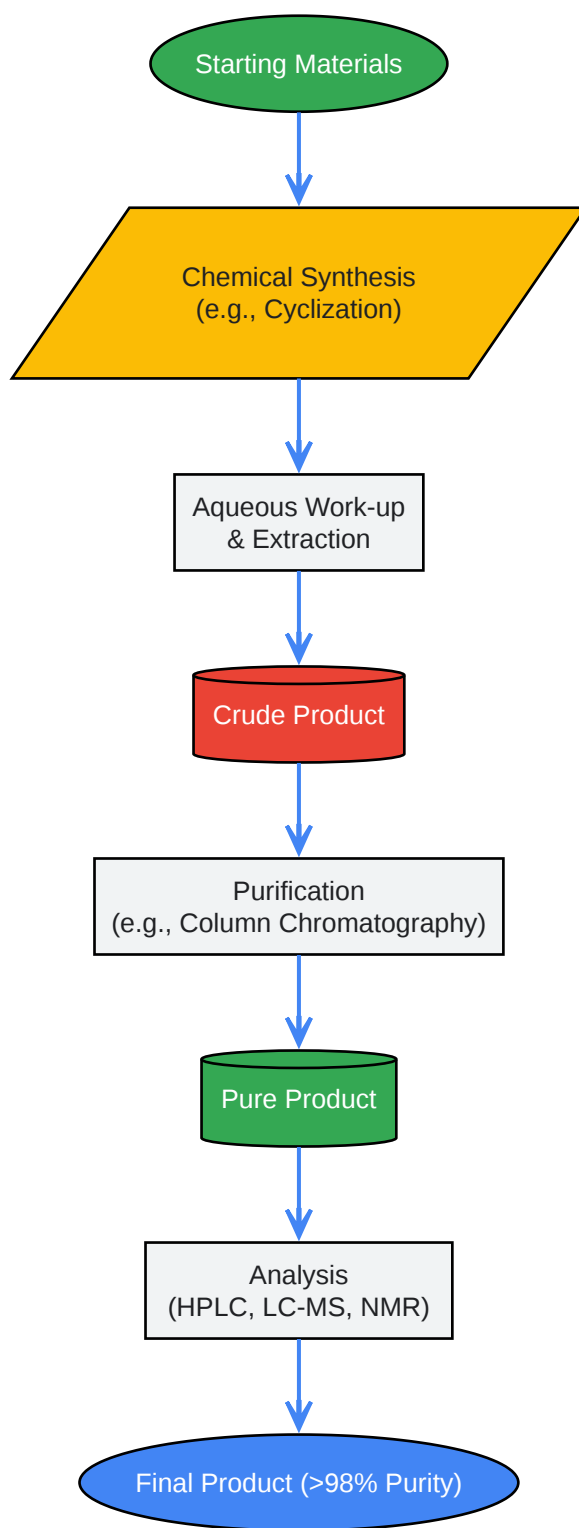 Starting Materials
Chemical Synthesis
(e.g., Cyclization)
Aqueous Work-up
& Extraction
Crude Product
Purification
(e.g., Column Chromatography)
Pure Product
Analysis
(HPLC, LC-MS, NMR)
Final Product (>98% Purity)